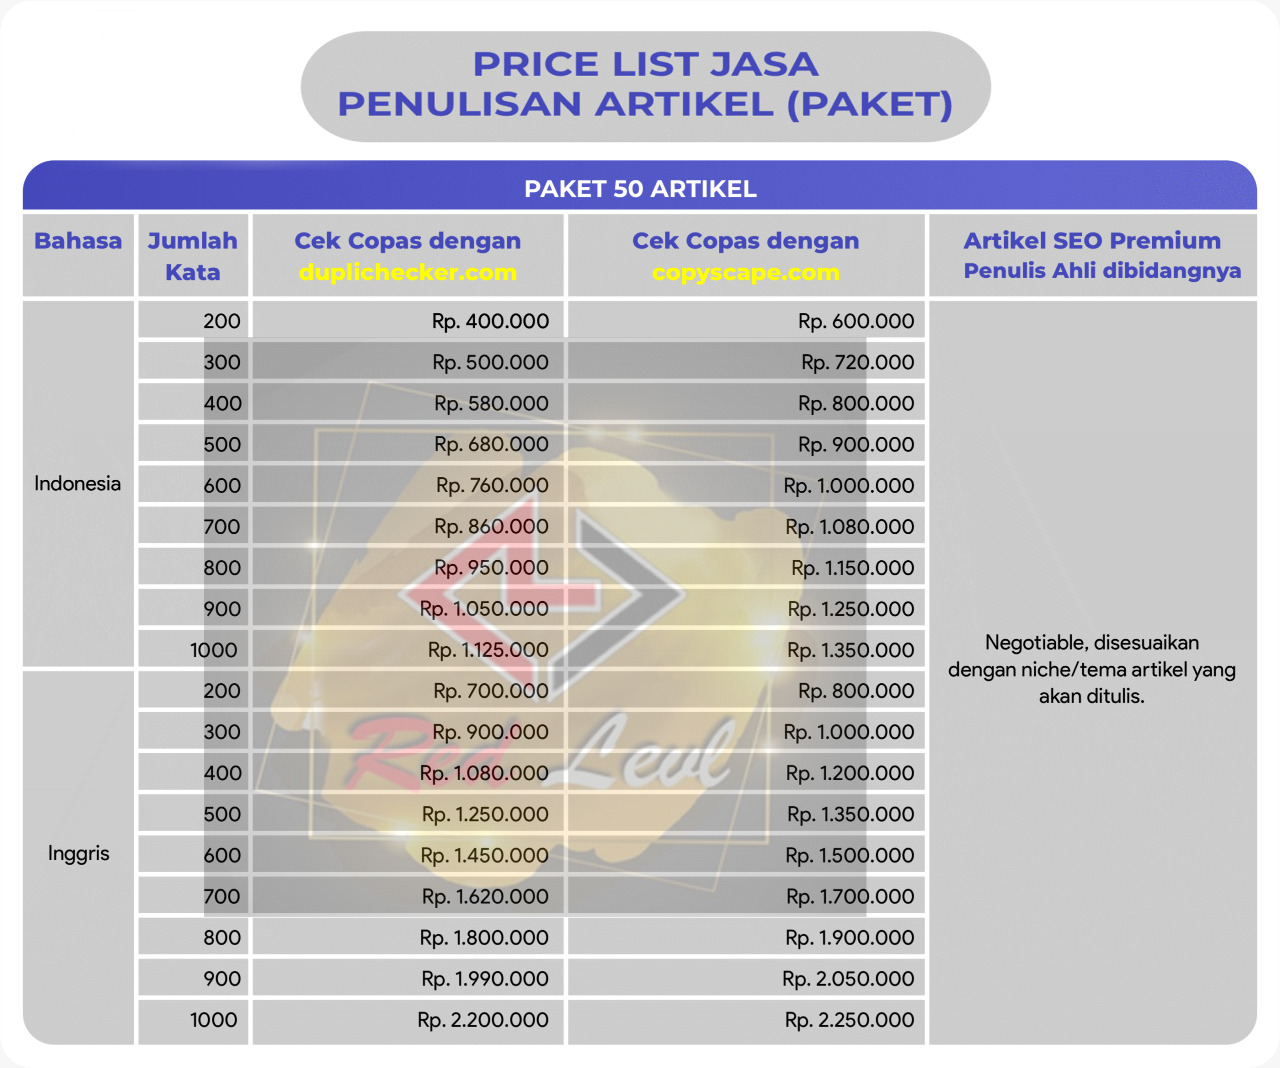 PRICE LIST JASA
PENULISAN ARTIKEL (PAKET)
PAKET 50 ARTIKEL
Bahasa Jumlah Kata Cek Copas dengan duplichecker.com Cek Copas dengan copyscape.com Artikel SEO Premium Penulis Ahli dibidangnya
Indonesia
200 Rp. 400.000 Rp. 600.000
300 Rp. 500.000 Rp. 720.000
400 Rp. 580.000 Rp. 800.000
500 Rp. 680.000 Rp. 900.000
600 Rp. 760.000 Rp. 1.000.000
700 Rp. 860.000 Rp. 1.080.000
800 Rp. 950.000 Rp. 1.150.000
900 Rp. 1.050.000 Rp. 1.250.000
1000 Rp. 1.125.000 Rp. 1.350.000
Inggris
200 Rp. 700.000 Rp. 800.000
300 Rp. 900.000 Rp. 1.000.000
400 Rp. 1.080.000 Rp. 1.200.000
500 Rp. 1.250.000 Rp. 1.350.000
600 Rp. 1.450.000 Rp. 1.500.000
700 Rp. 1.620.000 Rp. 1.700.000
800 Rp. 1.800.000 Rp. 1.900.000
900 Rp. 1.990.000 Rp. 2.050.000
1000 Rp. 2.200.000 Rp. 2.250.000
Negotiable, disesuaikan
dengan niche/tema artikel yang
akan ditulis.
Red Levl